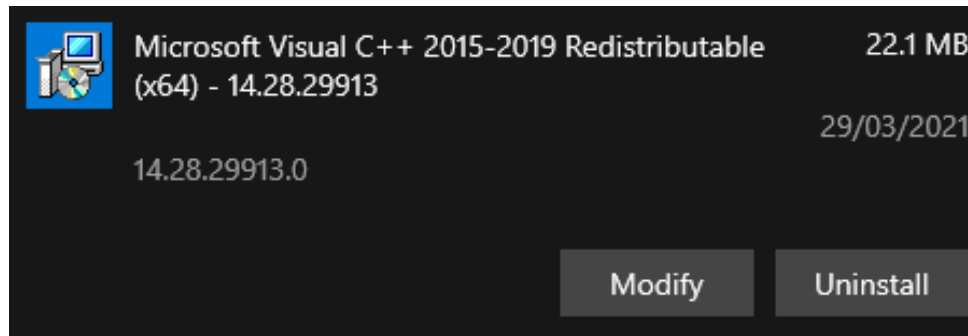 Microsoft Visual C++ 2015-2019 Redistributable
(x64) - 14.28.29913
22.1 MB
29/03/2021
14.28.29913.0
Modify
Uninstall